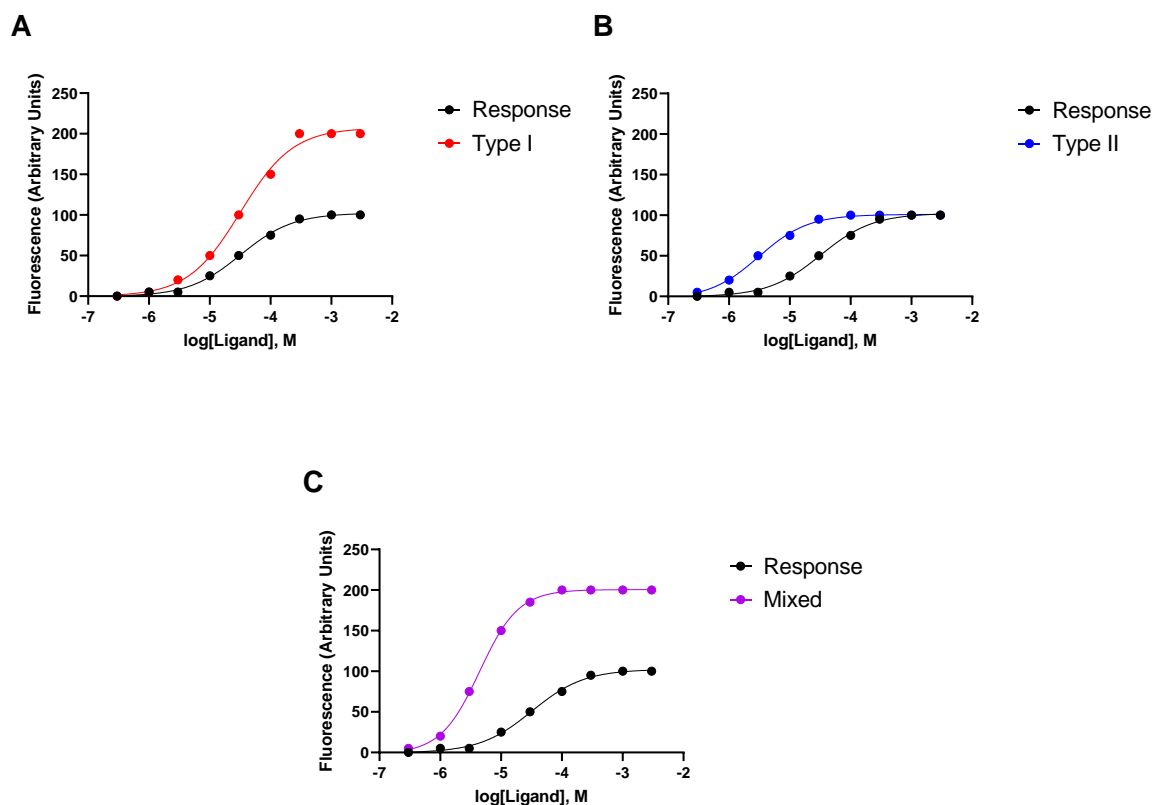 A
Fluorescence (Arbitrary Units)
250
200
150
100
50
0
-7 -6 -5 -4 -3 -2
log[Ligand], M
Response
Type I
B
Fluorescence (Arbitrary Units)
250
200
150
100
50
0
-7 -6 -5 -4 -3 -2
log[Ligand], M
Response
Type II
C
Fluorescence (Arbitrary Units)
250
200
150
100
50
0
-7 -6 -5 -4 -3 -2
log[Ligand], M
Response
Mixed